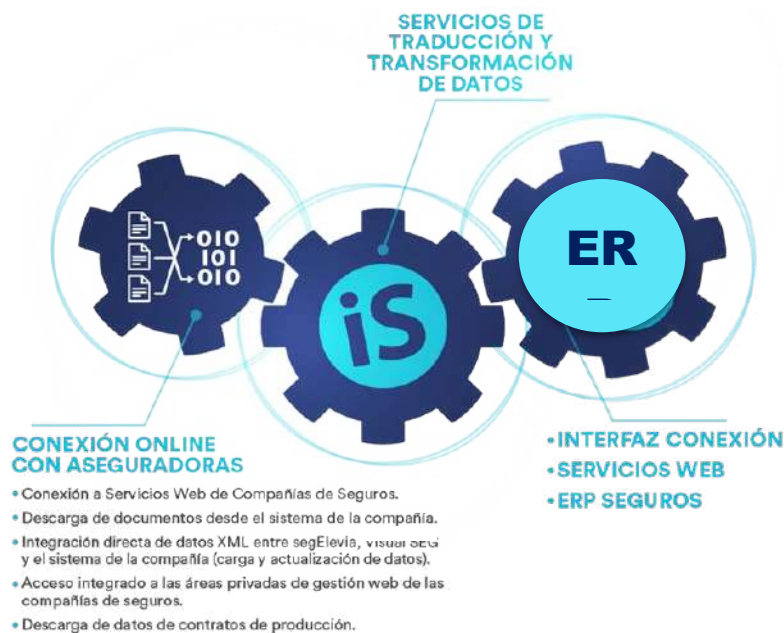 SERVICIOS DE
TRADUCCIÓN Y
TRANSFORMACIÓN
DE DATOS
010
101
010
iS
ER
CONEXIÓN ONLINE
CON ASEGURADORAS
• Conexión a Servicios Web de Compañías de Seguros.
• Descarga de documentos desde el sistema de la compañía.
• Integración directa de datos XML entre segElevia, Visual SEG
y el sistema de la compañía (carga y actualización de datos).
• Acceso integrado a las áreas privadas de gestión web de las
compañías de seguros.
• Descarga de datos de contratos de producción.
• INTERFAZ CONEXIÓN
• SERVICIOS WEB
• ERP SEGUROS